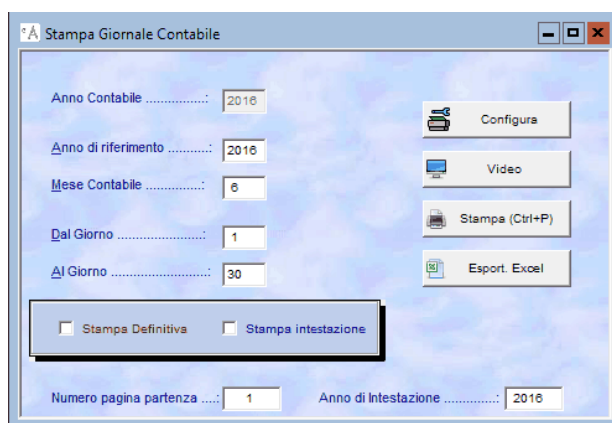 Stampa Giornale Contabile
Anno Contabile ...............: 2016
Configura
Anno di riferimento ..........: 2016
Video
Mese Contabile ..............: 6
Stampa (Ctrl+P)
Dal Giorno ......................: 1
Al Giorno .........................: 30
Esport. Excel
Stampa Definitiva Stampa intestazione
Numero pagina partenza ....: 1 Anno di Intestazione .............: 2016